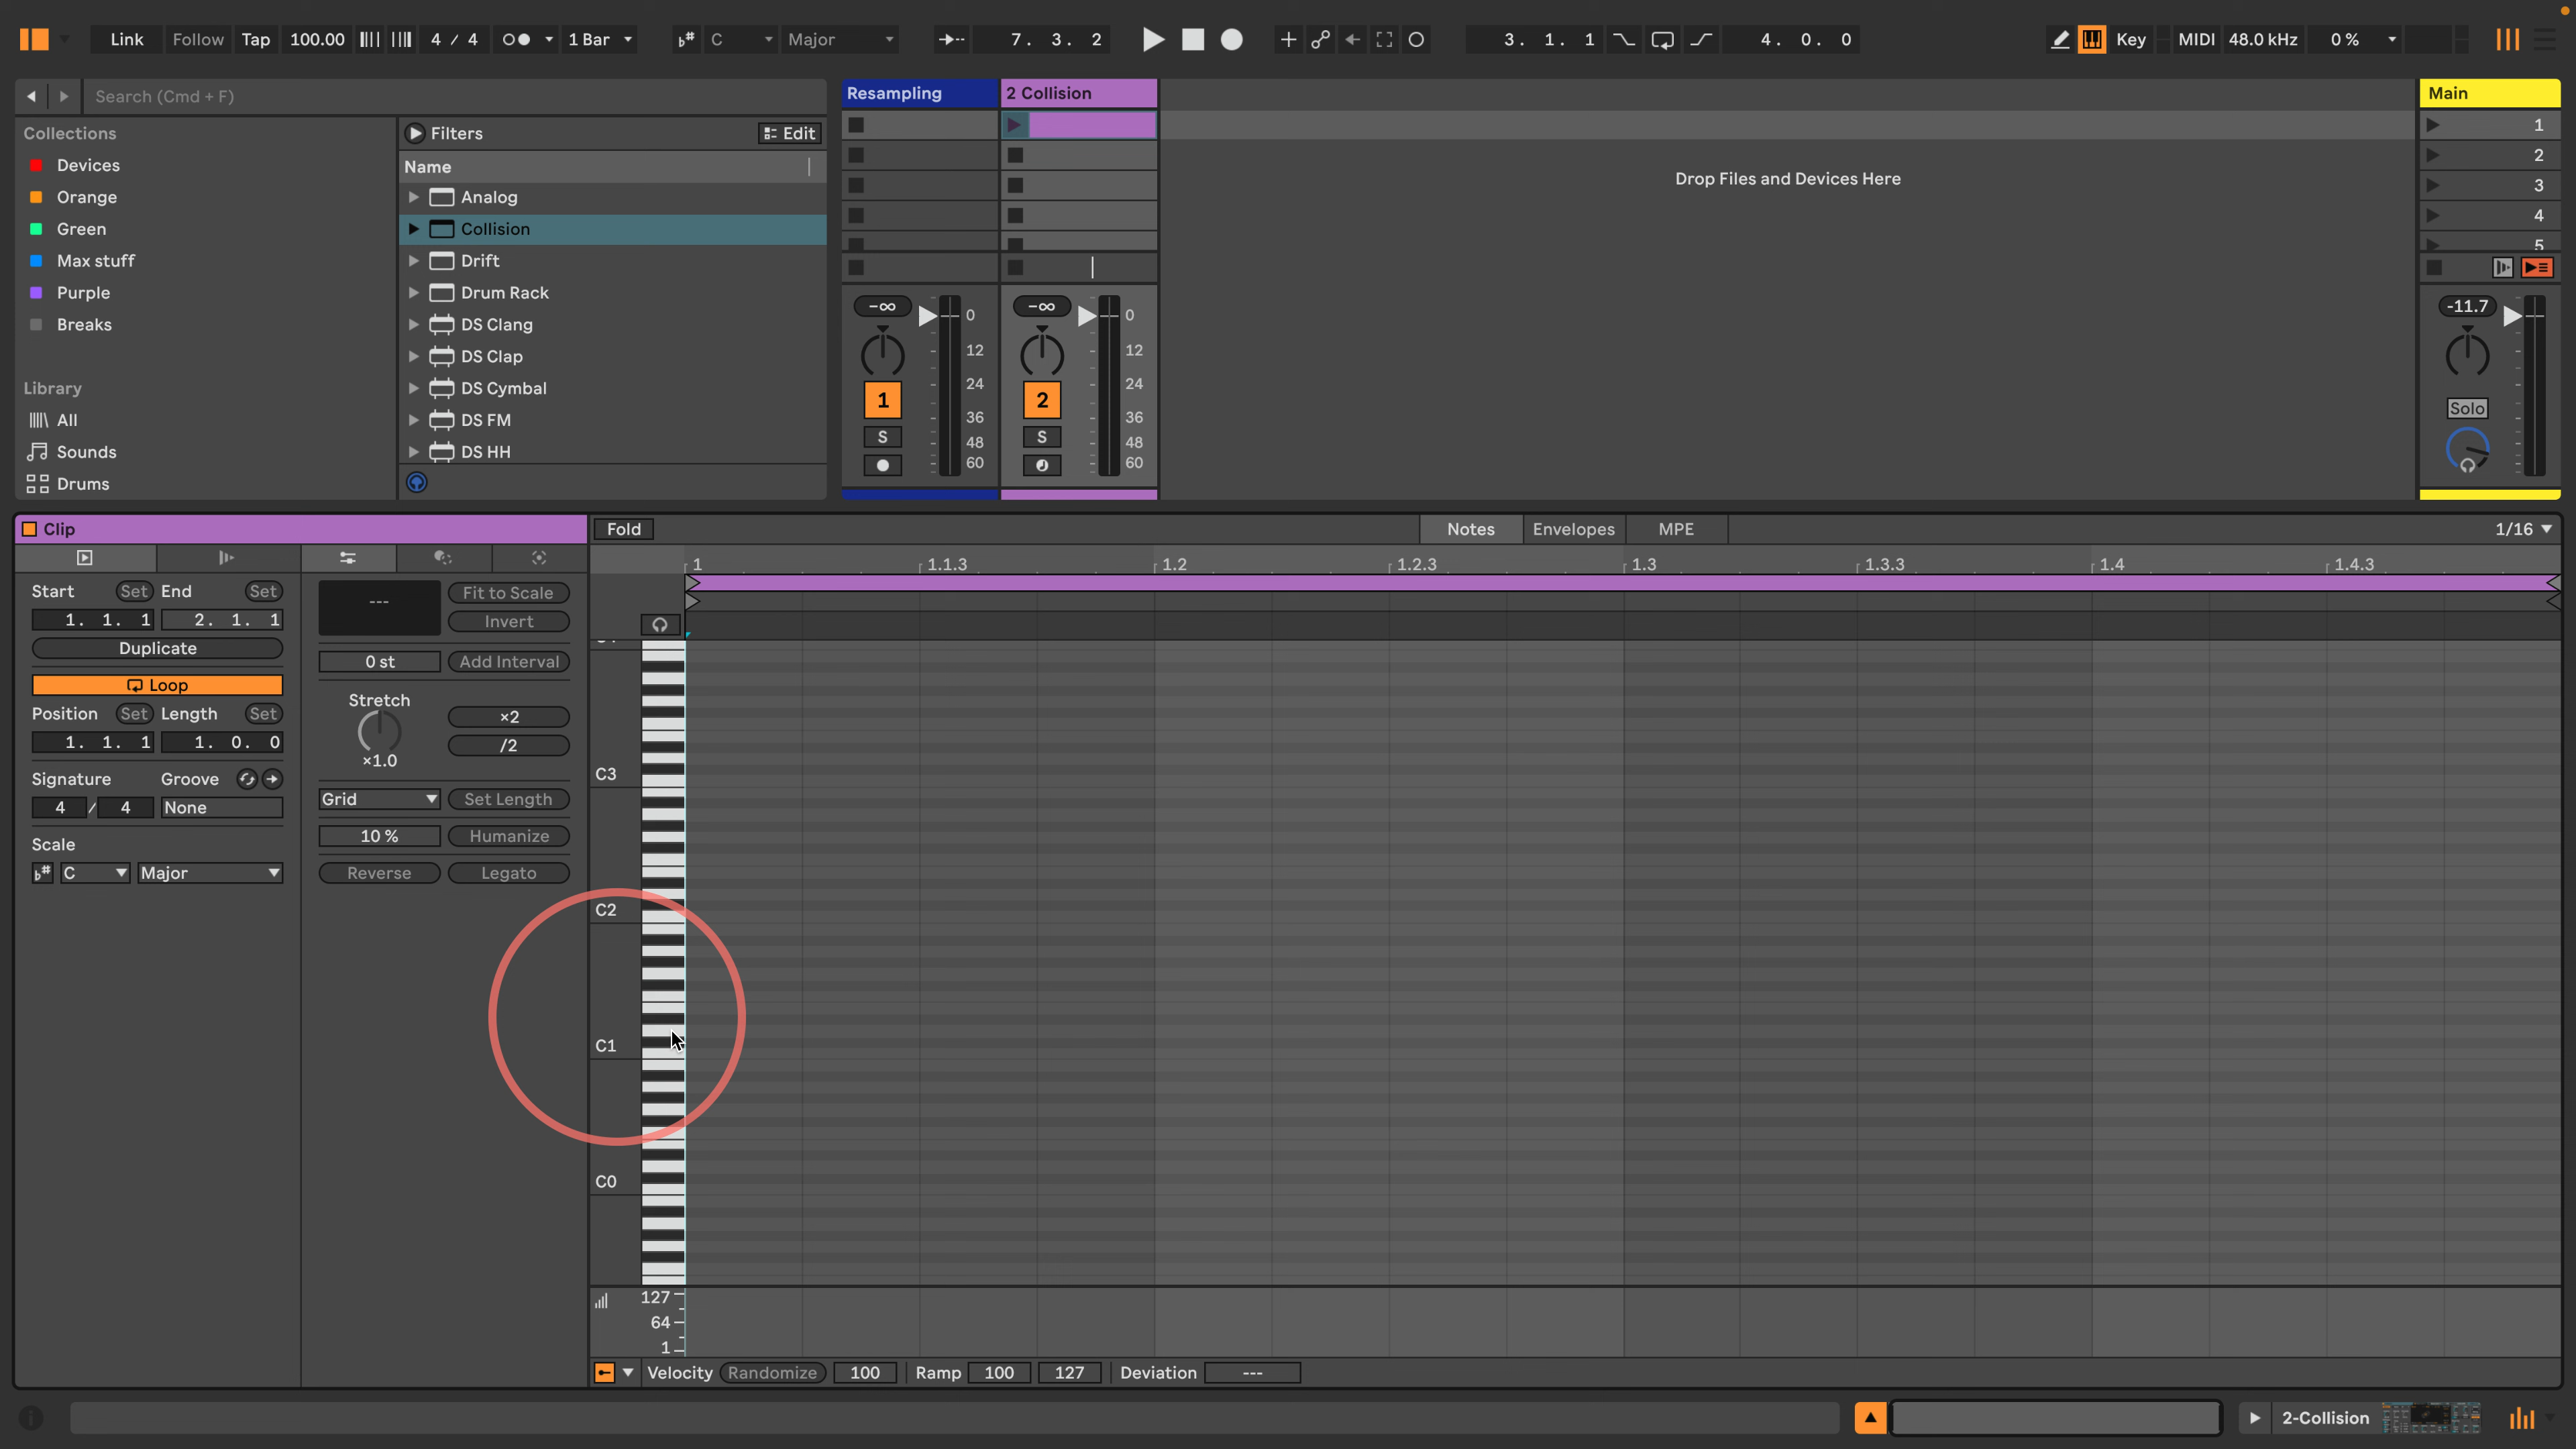 Link Follow Tap 100.00 4 / 4 1 Bar C Major 7. 3. 2 3. 1. 1 4. 0. 0 Key MIDI 48.0 kHz 0 %
Search (Cmd + F)
Collections
Devices
Orange
Green
Max stuff
Purple
Breaks
Library
All
Sounds
Drums
Filters Edit
Name
Analog
Collision
Drift
Drum Rack
DS Clang
DS Clap
DS Cymbal
DS FM
DS HH
Resampling 2 Collision Main
Drop Files and Devices Here
1
2
3
4
5
-∞ 0 -∞ 0 -11.7
12 12
24 24
1 36 2 36 Solo
S 48 S 48
60 60
Clip
Start Set End Set
1. 1. 1 2. 1. 1
Duplicate
Loop
Position Set Length Set
1. 1. 1 1. 0. 0
Signature Groove
4 / 4 None
Scale
C Major
--- Fit to Scale
Invert
0 st Add Interval
Stretch
×2
/2
×1.0
Grid Set Length
10 % Humanize
Reverse Legato
Fold Notes Envelopes MPE 1/16
1 1.1.3 1.2 1.2.3 1.3 1.3.3 1.4 1.4.3
C3
C2
C1
C0
127
64
1
Velocity Randomize 100 Ramp 100 127 Deviation ---
2-Collision